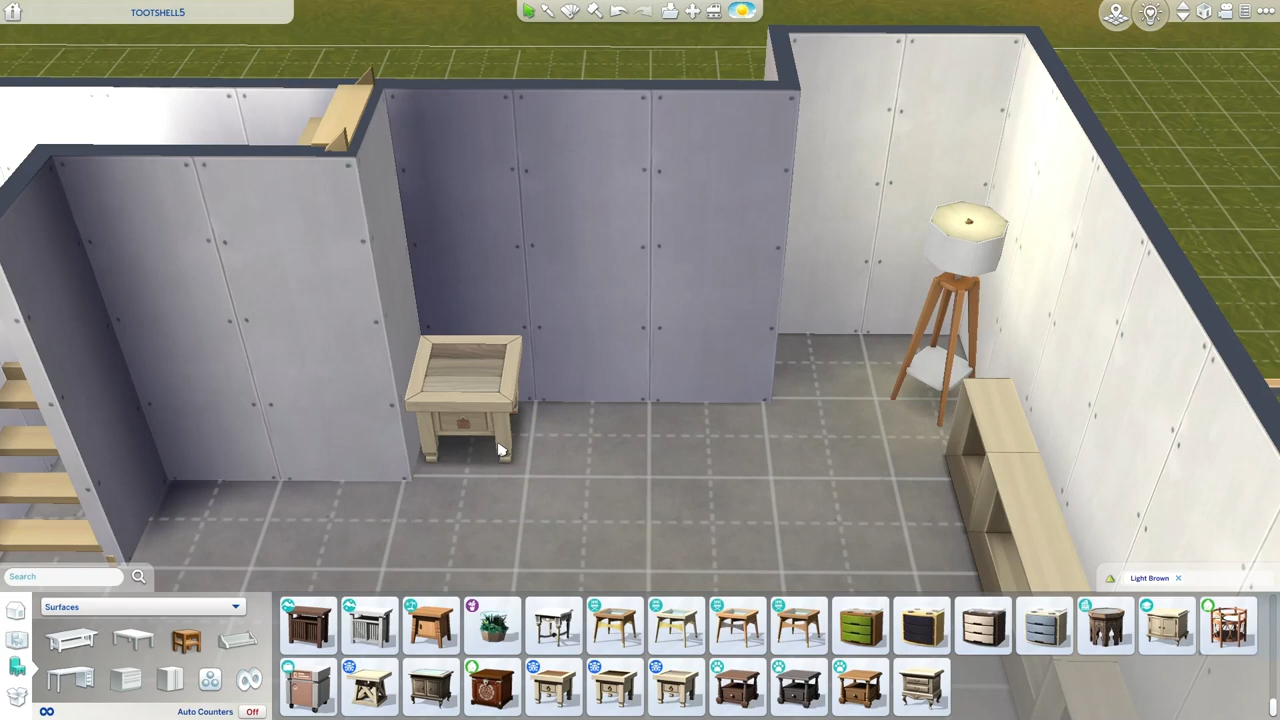 TOOTSHELL5
Search
Light Brown
Surfaces
Auto Counters Off